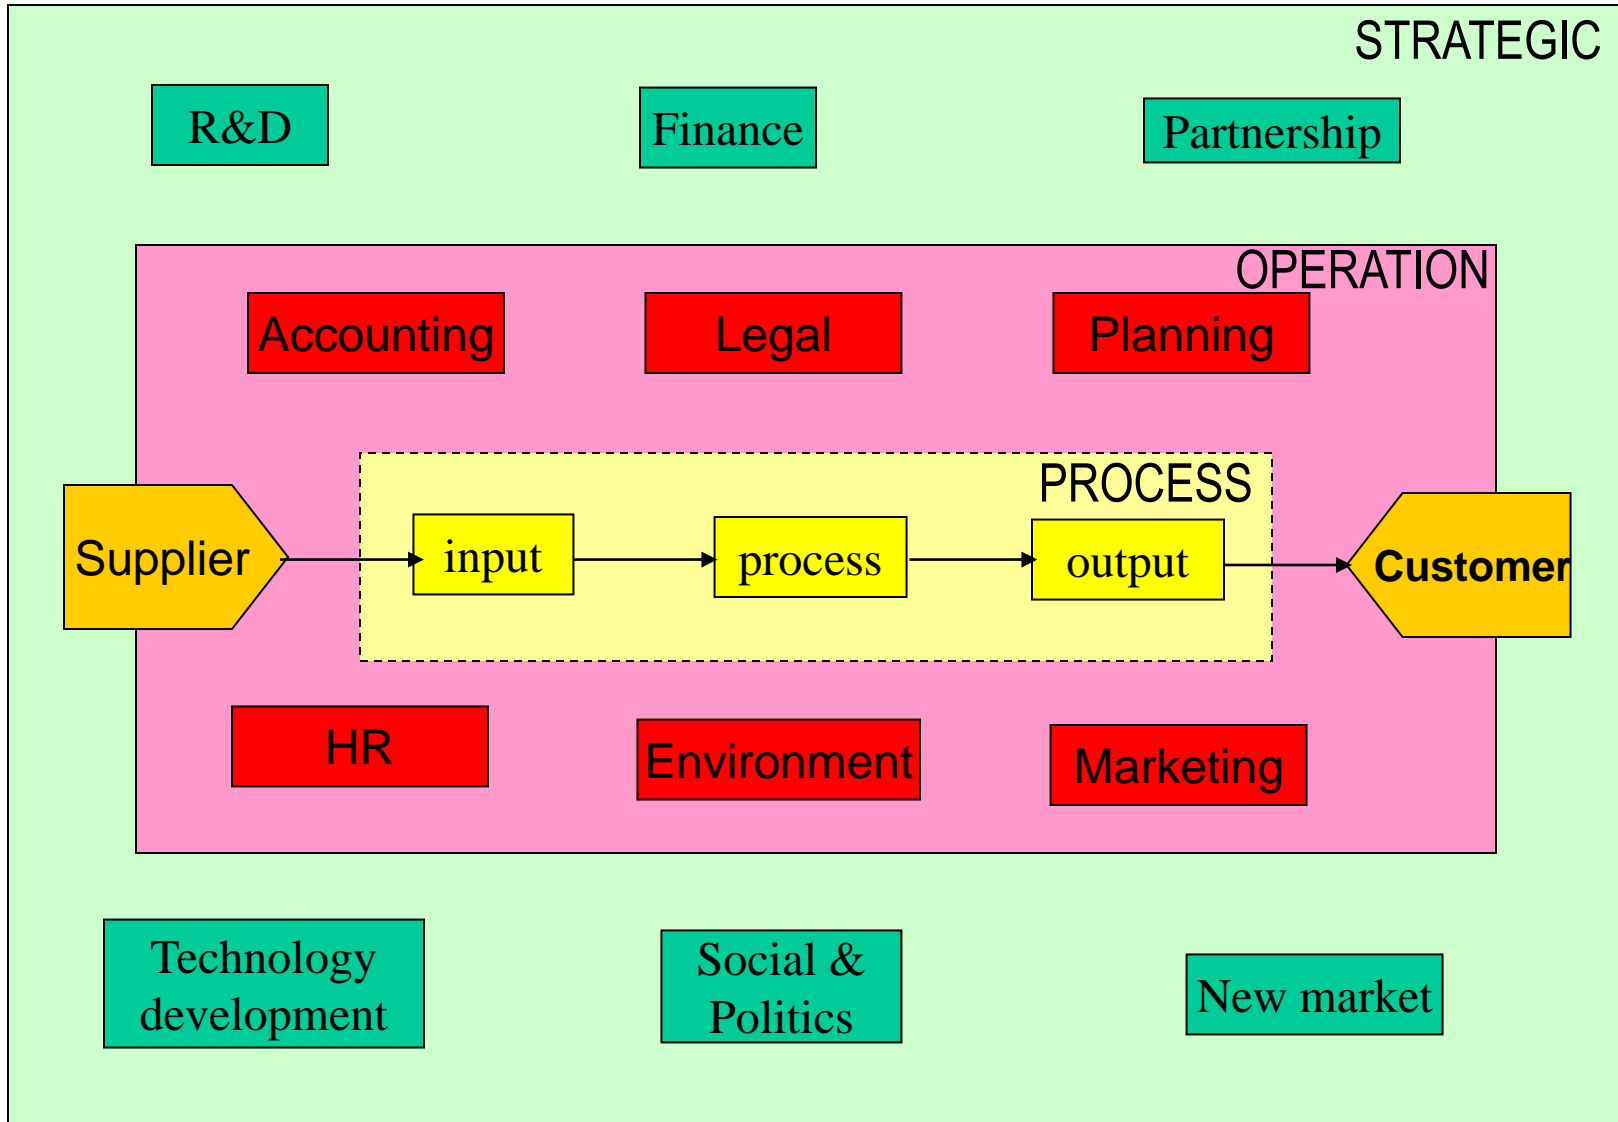 STRATEGIC
R&D
Finance
Partnership
OPERATION
Accounting
Legal
Planning
PROCESS
Supplier
input
process
output
Customer
HR
Environment
Marketing
Technology
development
Social &
Politics
New market